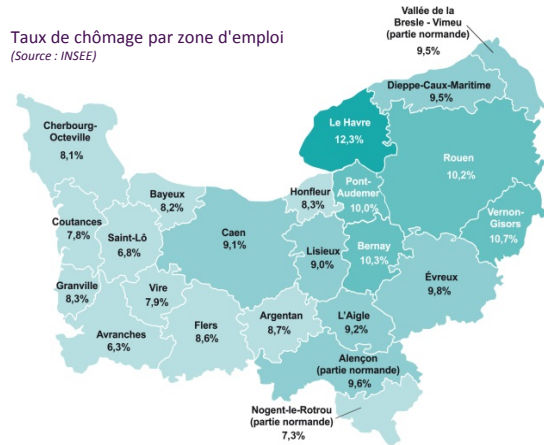 Taux de chômage par zone d'emploi
(Source : INSEE)
Vallée de la
Bresle - Vimeu
(partie normande)
9,5%
Dieppe-Caux-Maritime
9,5%
Le Havre
12,3%
Cherbourg-
Octeville
8,1%
Rouen
10,2%
Pont-
Audemer
10,0%
Honfleur
8,3%
Bayeux
8,2%
Vernon-
Gisors
10,7%
Coutances
7,8%
Saint-Lô
6,8%
Caen
9,1%
Lisieux
9,0%
Bernay
10,3%
Évreux
9,8%
Granville
8,3%
Vire
7,9%
Argentan
8,7%
L'Aigle
9,2%
Avranches
6,3%
Flers
8,6%
Alençon
(partie normande)
9,6%
Nogent-le-Rotrou
(partie normande)
7,3%